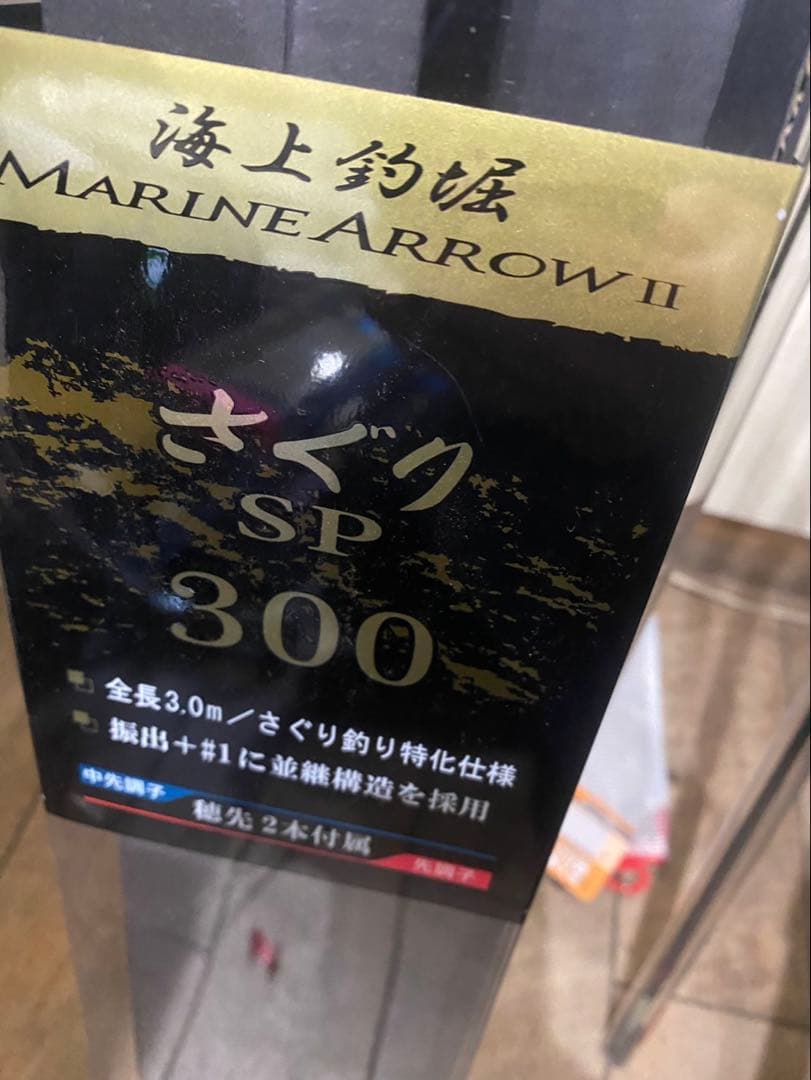 海上釣堀
MARINE ARROW II
さぐり
SP
300
全長3.0m／さぐり釣り特化仕様
振出＋#1に並継構造を採用
中先調子
穂先2本付属
先調子